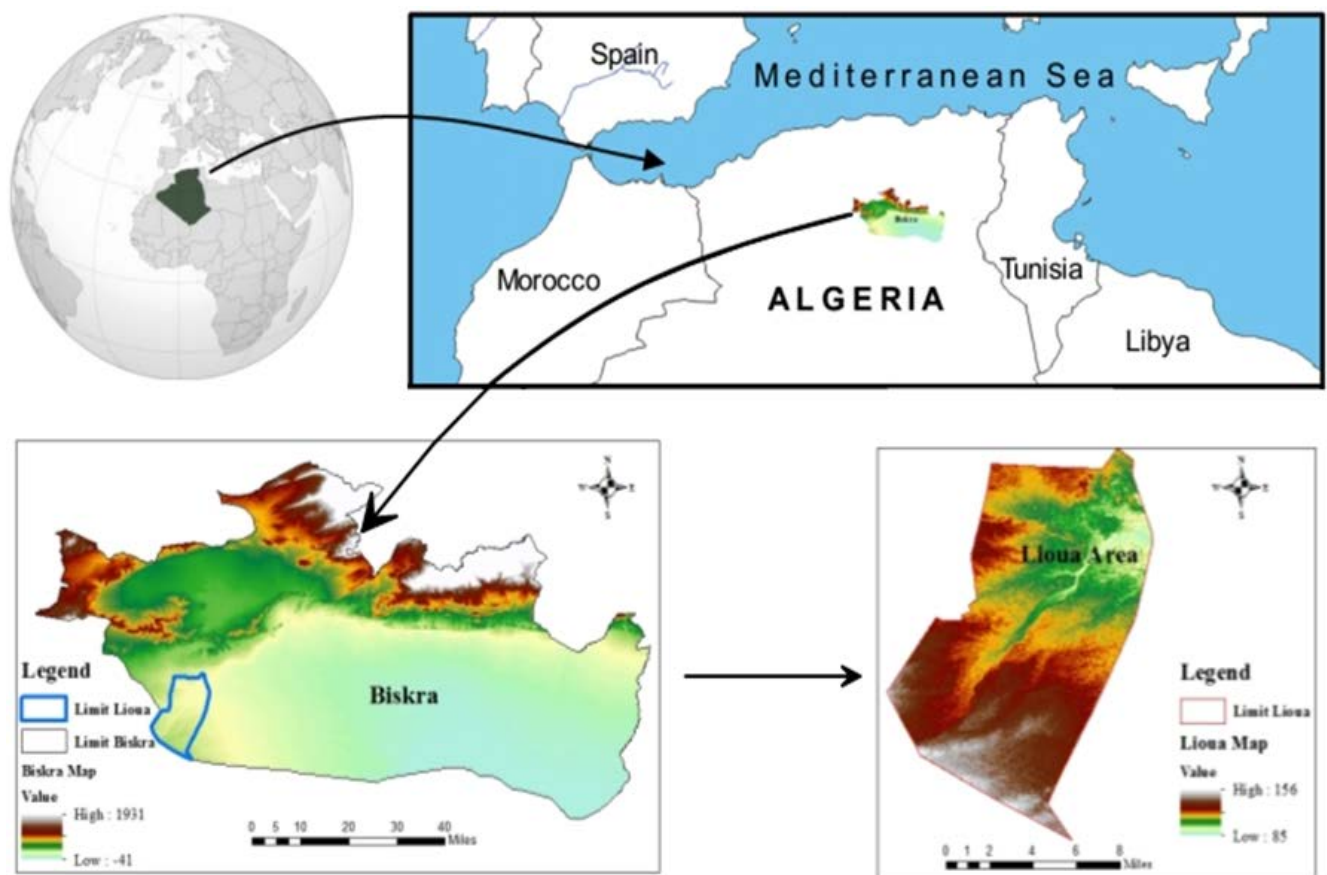 Spain
Mediterranean Sea
Biskra
Morocco
ALGERIA
Tunisia
Libya
N
W E
S
Legend
Limit Lioua
Limit Biskra
Biskra Map
Value
High : 1931
Low : -41
Biskra
0 5 10 20 30 40
Miles
N
W E
S
Lioua Area
Legend
Limit Lioua
Lioua Map
Value
High : 156
Low : 85
0 1 2 4 6 8
Miles